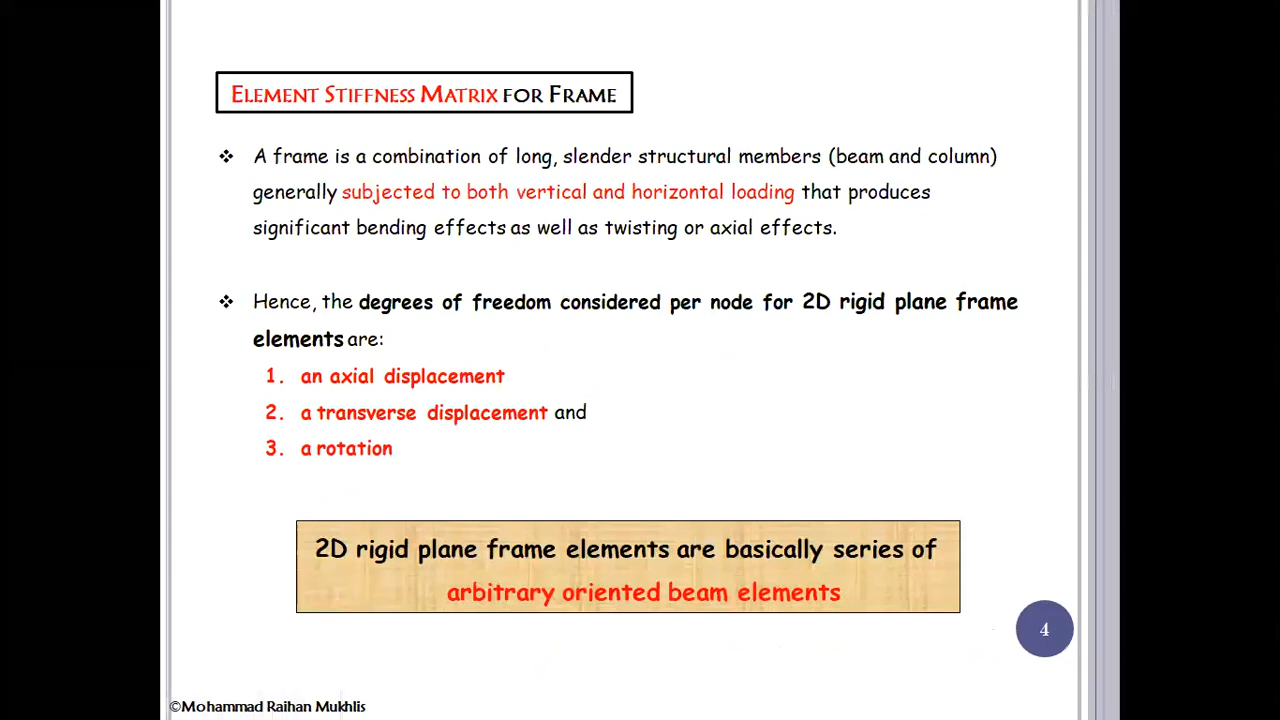 ELEMENT STIFFNESS MATRIX FOR FRAME
❖ A frame is a combination of long, slender structural members (beam and column)
generally subjected to both vertical and horizontal loading that produces
significant bending effects as well as twisting or axial effects.
❖ Hence, the degrees of freedom considered per node for 2D rigid plane frame
elements are:
1. an axial displacement
2. a transverse displacement and
3. a rotation
2D rigid plane frame elements are basically series of
arbitrary oriented beam elements
4
©Mohammad Raihan Mukhlis